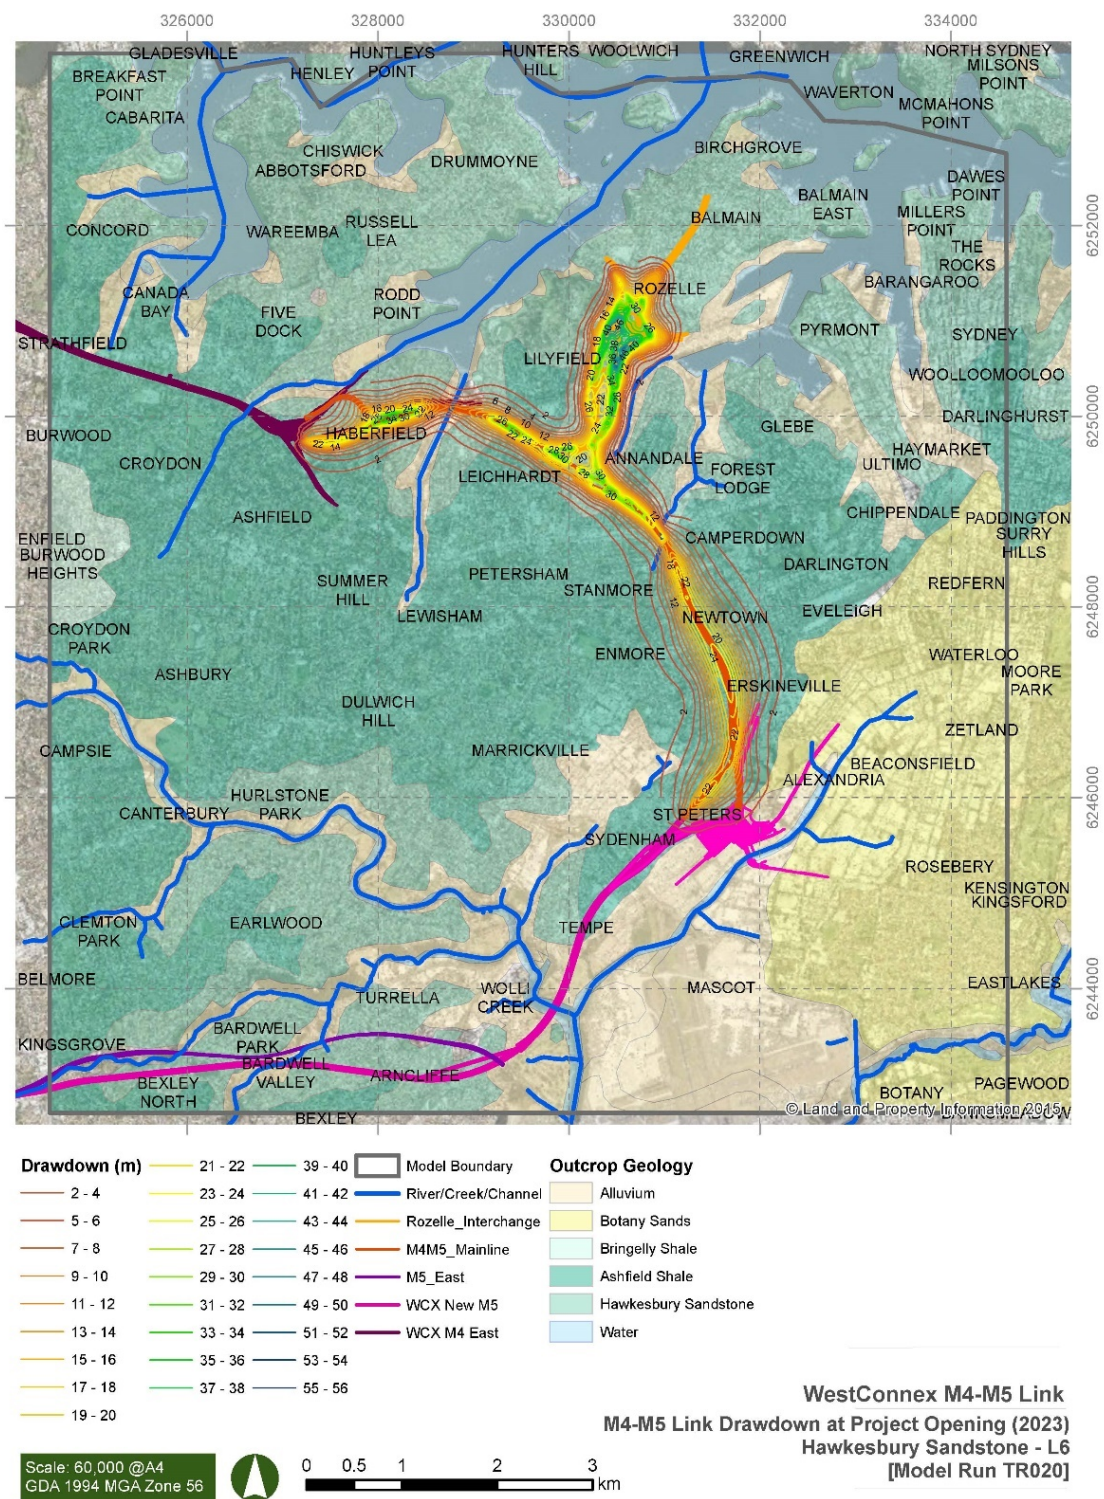 326000
328000
330000
332000
334000
GLADESVILLE
HUNTLEYS
POINT
HUNTERS
HILL
WOOLWICH
GREENWICH
NORTH SYDNEY
MILSONS
POINT
BREAKFAST
POINT
HENLEY
WAVERTON
MCMAHONS
POINT
CABARITA
CHISWICK
ABBOTSFORD
DRUMMOYNE
BIRCHGROVE
DAWES
POINT
BALMAIN
EAST
MILLERS
POINT
BALMAIN
6252000
CONCORD
WAREEMBA
RUSSELL
LEA
THE
ROCKS
BARANGAROO
CANADA
BAY
FIVE
DOCK
RODD
POINT
ROZELLE
PYRMONT
SYDNEY
STRATHFIELD
LILYFIELD
WOOLLOOMOOLOO
DARLINGHURST
6250000
BURWOOD
HABERFIELD
GLEBE
HAYMARKET
ULTIMO
CROYDON
LEICHHARDT
ANNANDALE
FOREST
LODGE
ASHFIELD
CHIPPENDALE
PADDINGTON
SURRY
HILLS
ENFIELD
BURWOOD
HEIGHTS
CAMPERDOWN
DARLINGTON
SUMMER
HILL
PETERSHAM
STANMORE
REDFERN
LEWISHAM
NEWTOWN
EVELEIGH
6248000
CROYDON
PARK
ENMORE
WATERLOO
MOORE
PARK
ASHBURY
ERSKINEVILLE
DULWICH
HILL
ZETLAND
CAMPSIE
MARRICKVILLE
BEACONSFIELD
ALEXANDRIA
HURLSTONE
PARK
CANTERBURY
ST PETERS
6246000
SYDENHAM
ROSEBERY
KENSINGTON
KINGSFORD
CLEMTON
PARK
EARLWOOD
TEMPE
BELMORE
TURRELLA
WOLLI
CREEK
MASCOT
EASTLAKES
6244000
KINGSGROVE
BARDWELL
PARK
BARDWELL
VALLEY
ARNCLIFFE
BEXLEY
NORTH
BEXLEY
BOTANY
PAGEWOOD
© Land and Property Information 2015
BANKSMEADOW
Drawdown (m)
2 - 4
5 - 6
7 - 8
9 - 10
11 - 12
13 - 14
15 - 16
17 - 18
19 - 20
21 - 22
23 - 24
25 - 26
27 - 28
29 - 30
31 - 32
33 - 34
35 - 36
37 - 38
39 - 40
41 - 42
43 - 44
45 - 46
47 - 48
49 - 50
51 - 52
53 - 54
55 - 56
Model Boundary
River/Creek/Channel
Rozelle_Interchange
M4M5_Mainline
M5_East
WCX New M5
WCX M4 East
Outcrop Geology
Alluvium
Botany Sands
Bringelly Shale
Ashfield Shale
Hawkesbury Sandstone
Water
WestConnex M4-M5 Link
M4-M5 Link Drawdown at Project Opening (2023)
Hawkesbury Sandstone - L6
[Model Run TR020]
Scale: 60,000 @A4
GDA 1994 MGA Zone 56
0 0.5 1 2 3
km